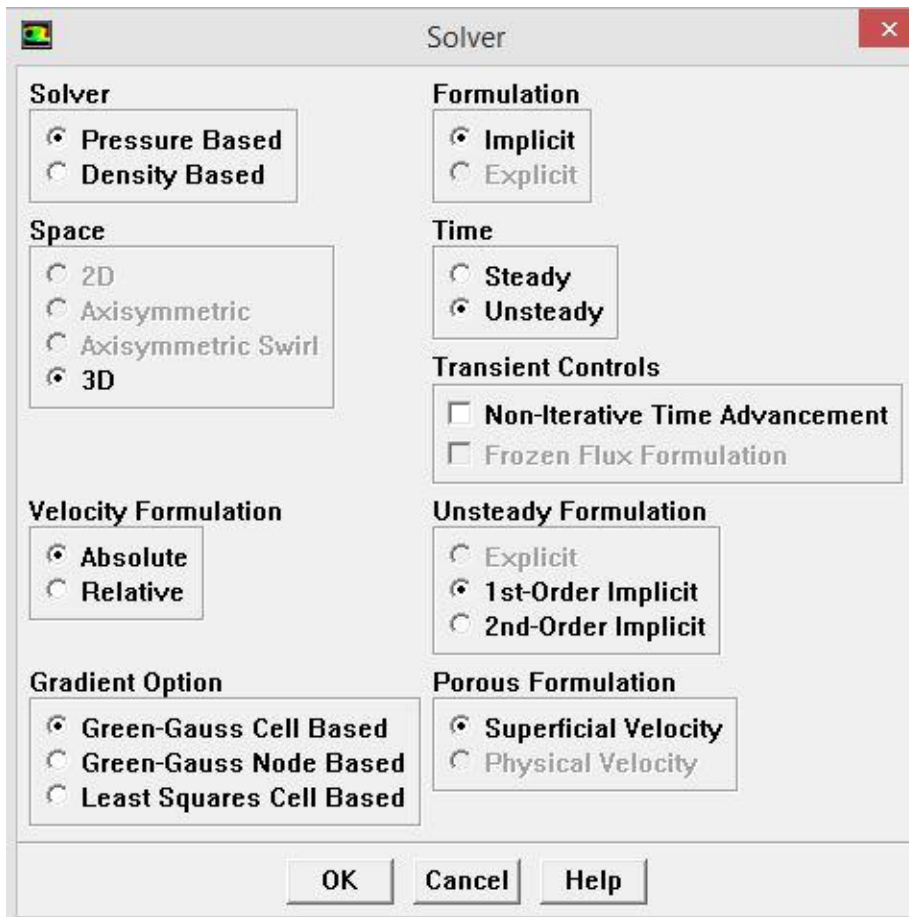 Solver
Solver
Pressure Based
Density Based
Formulation
Implicit
Explicit
Space
2D
Axisymmetric
Axisymmetric Swirl
3D
Time
Steady
Unsteady
Transient Controls
Non-Iterative Time Advancement
Frozen Flux Formulation
Velocity Formulation
Absolute
Relative
Unsteady Formulation
Explicit
1st-Order Implicit
2nd-Order Implicit
Gradient Option
Green-Gauss Cell Based
Green-Gauss Node Based
Least Squares Cell Based
Porous Formulation
Superficial Velocity
Physical Velocity
OK Cancel Help